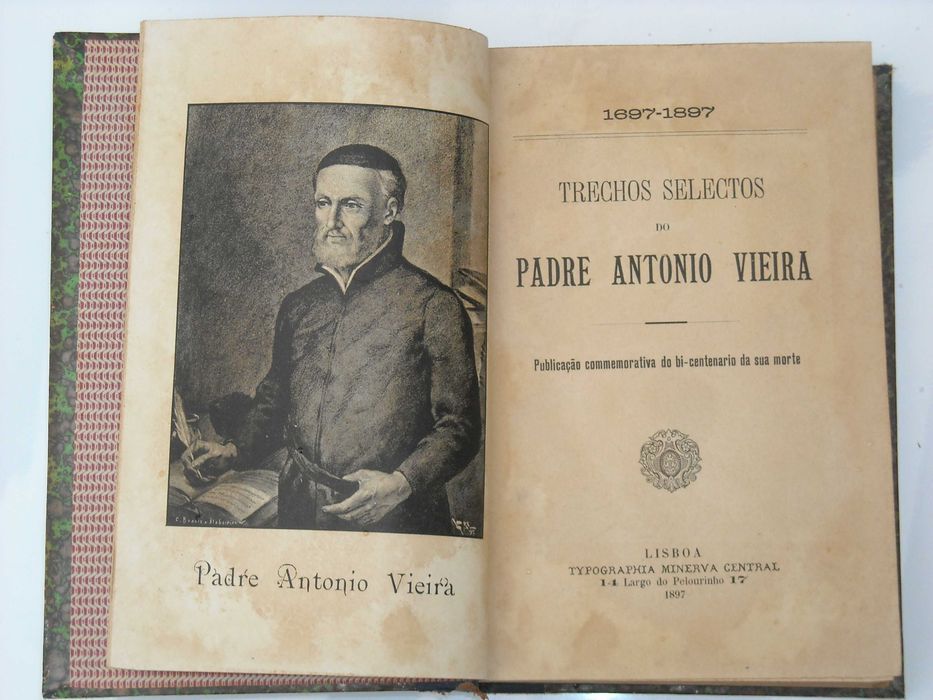 Padre Antonio Vieira
1697-1897
TRECHOS SELECTOS
DO
PADRE ANTONIO VIEIRA
Publicação commemorativa do bi-centenario da sua morte
LISBOA
TYPOGRAPHIA MINERVA CENTRAL
14 Largo do Pelourinho 17
1897